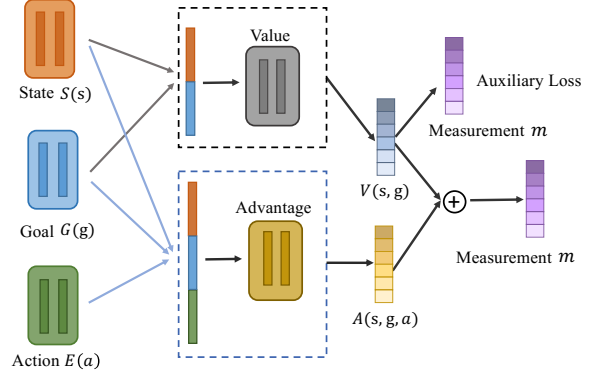 State S(s)
Goal G(g)
Action E(a)
Value
Advantage
V(s, g)
A(s, g, a)
Auxiliary Loss
Measurement m
+
Measurement m